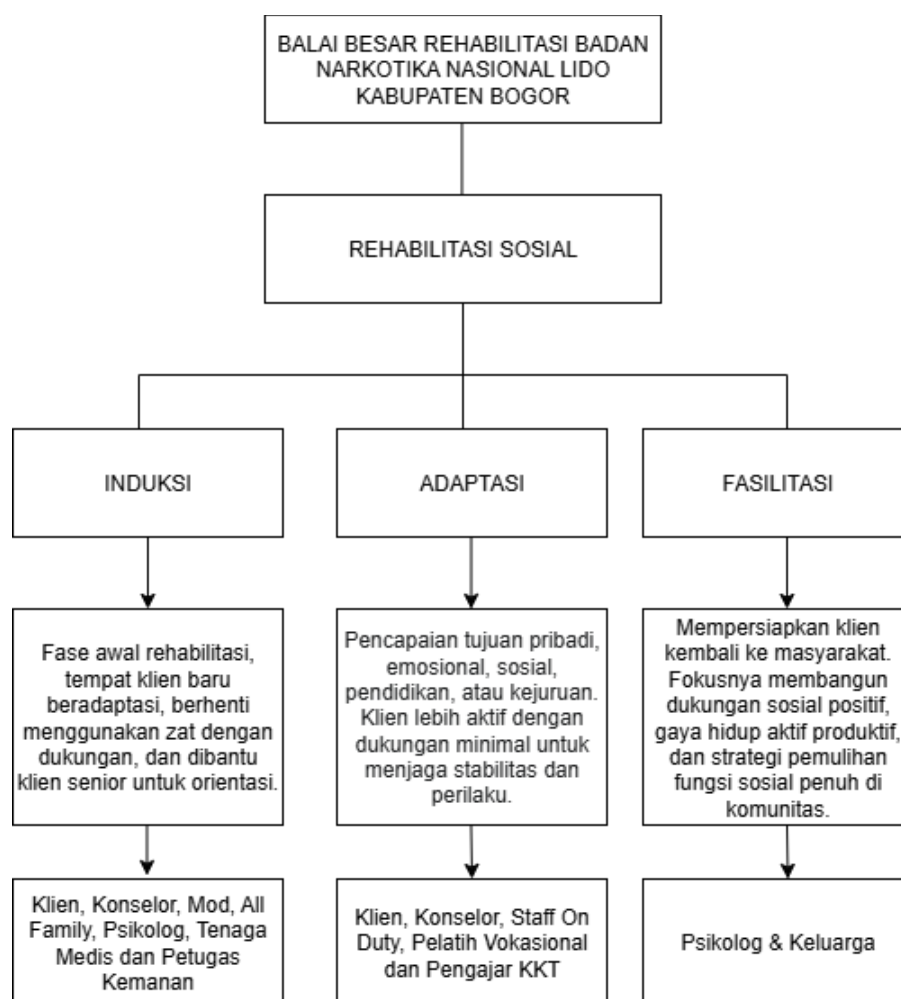 BALAI BESAR REHABILITASI BADAN
NARKOTIKA NASIONAL LIDO
KABUPATEN BOGOR
REHABILITASI SOSIAL
INDUKSI
ADAPTASI
FASILITASI
Fase awal rehabilitasi,
tempat klien baru
beradaptasi, berhenti
menggunakan zat dengan
dukungan, dan dibantu
klien senior untuk orientasi.
Pencapaian tujuan pribadi,
emosional, sosial,
pendidikan, atau kejuruan.
Klien lebih aktif dengan
dukungan minimal untuk
menjaga stabilitas dan
perilaku.
Mempersiapkan klien
kembali ke masyarakat.
Fokusnya membangun
dukungan sosial positif,
gaya hidup aktif produktif,
dan strategi pemulihan
fungsi sosial penuh di
komunitas.
Klien, Konselor, Mod, All
Family, Psikolog, Tenaga
Medis dan Petugas
Kemanan
Klien, Konselor, Staff On
Duty, Pelatih Vokasional
dan Pengajar KKT
Psikolog & Keluarga